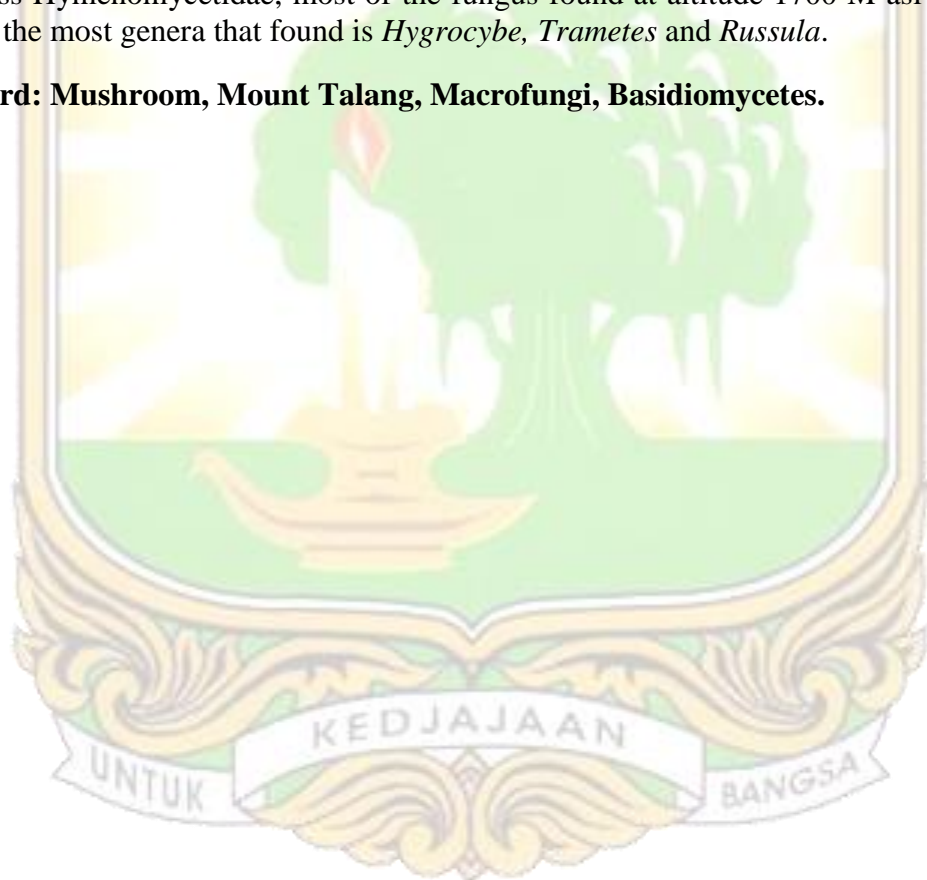 ss Hymenomycetidae, most of the fungus found at altitude 1700 M asl
the most genera that found is Hygrocybe, Trametes and Russula.
rd: Mushroom, Mount Talang, Macrofungi, Basidiomycetes.
UNTUK KEDJAJAAN BANGSA